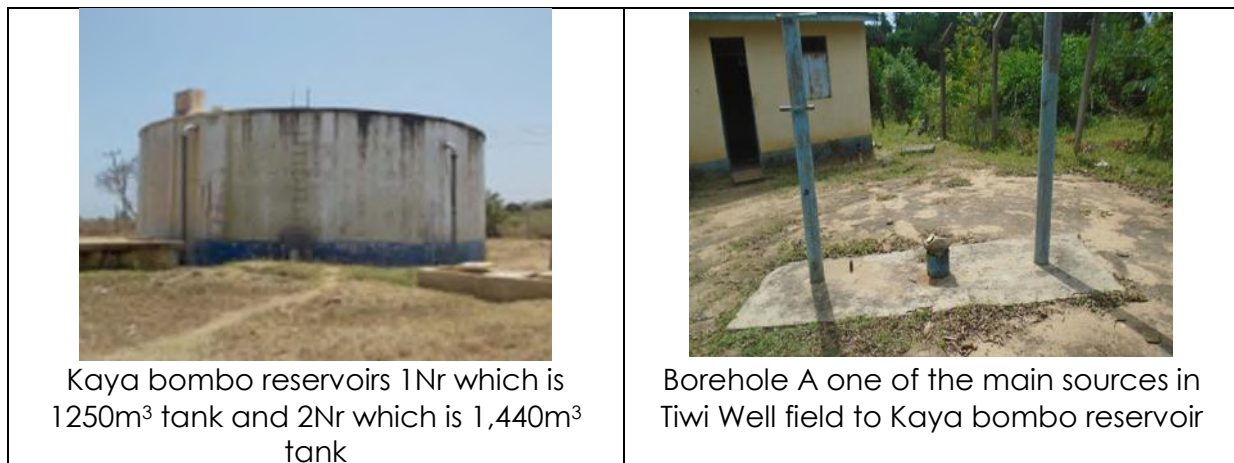 Kaya bombo reservoirs 1Nr which is
1250m³ tank and 2Nr which is 1,440m³
tank
Borehole A one of the main sources in
Tiwi Well field to Kaya bombo reservoir